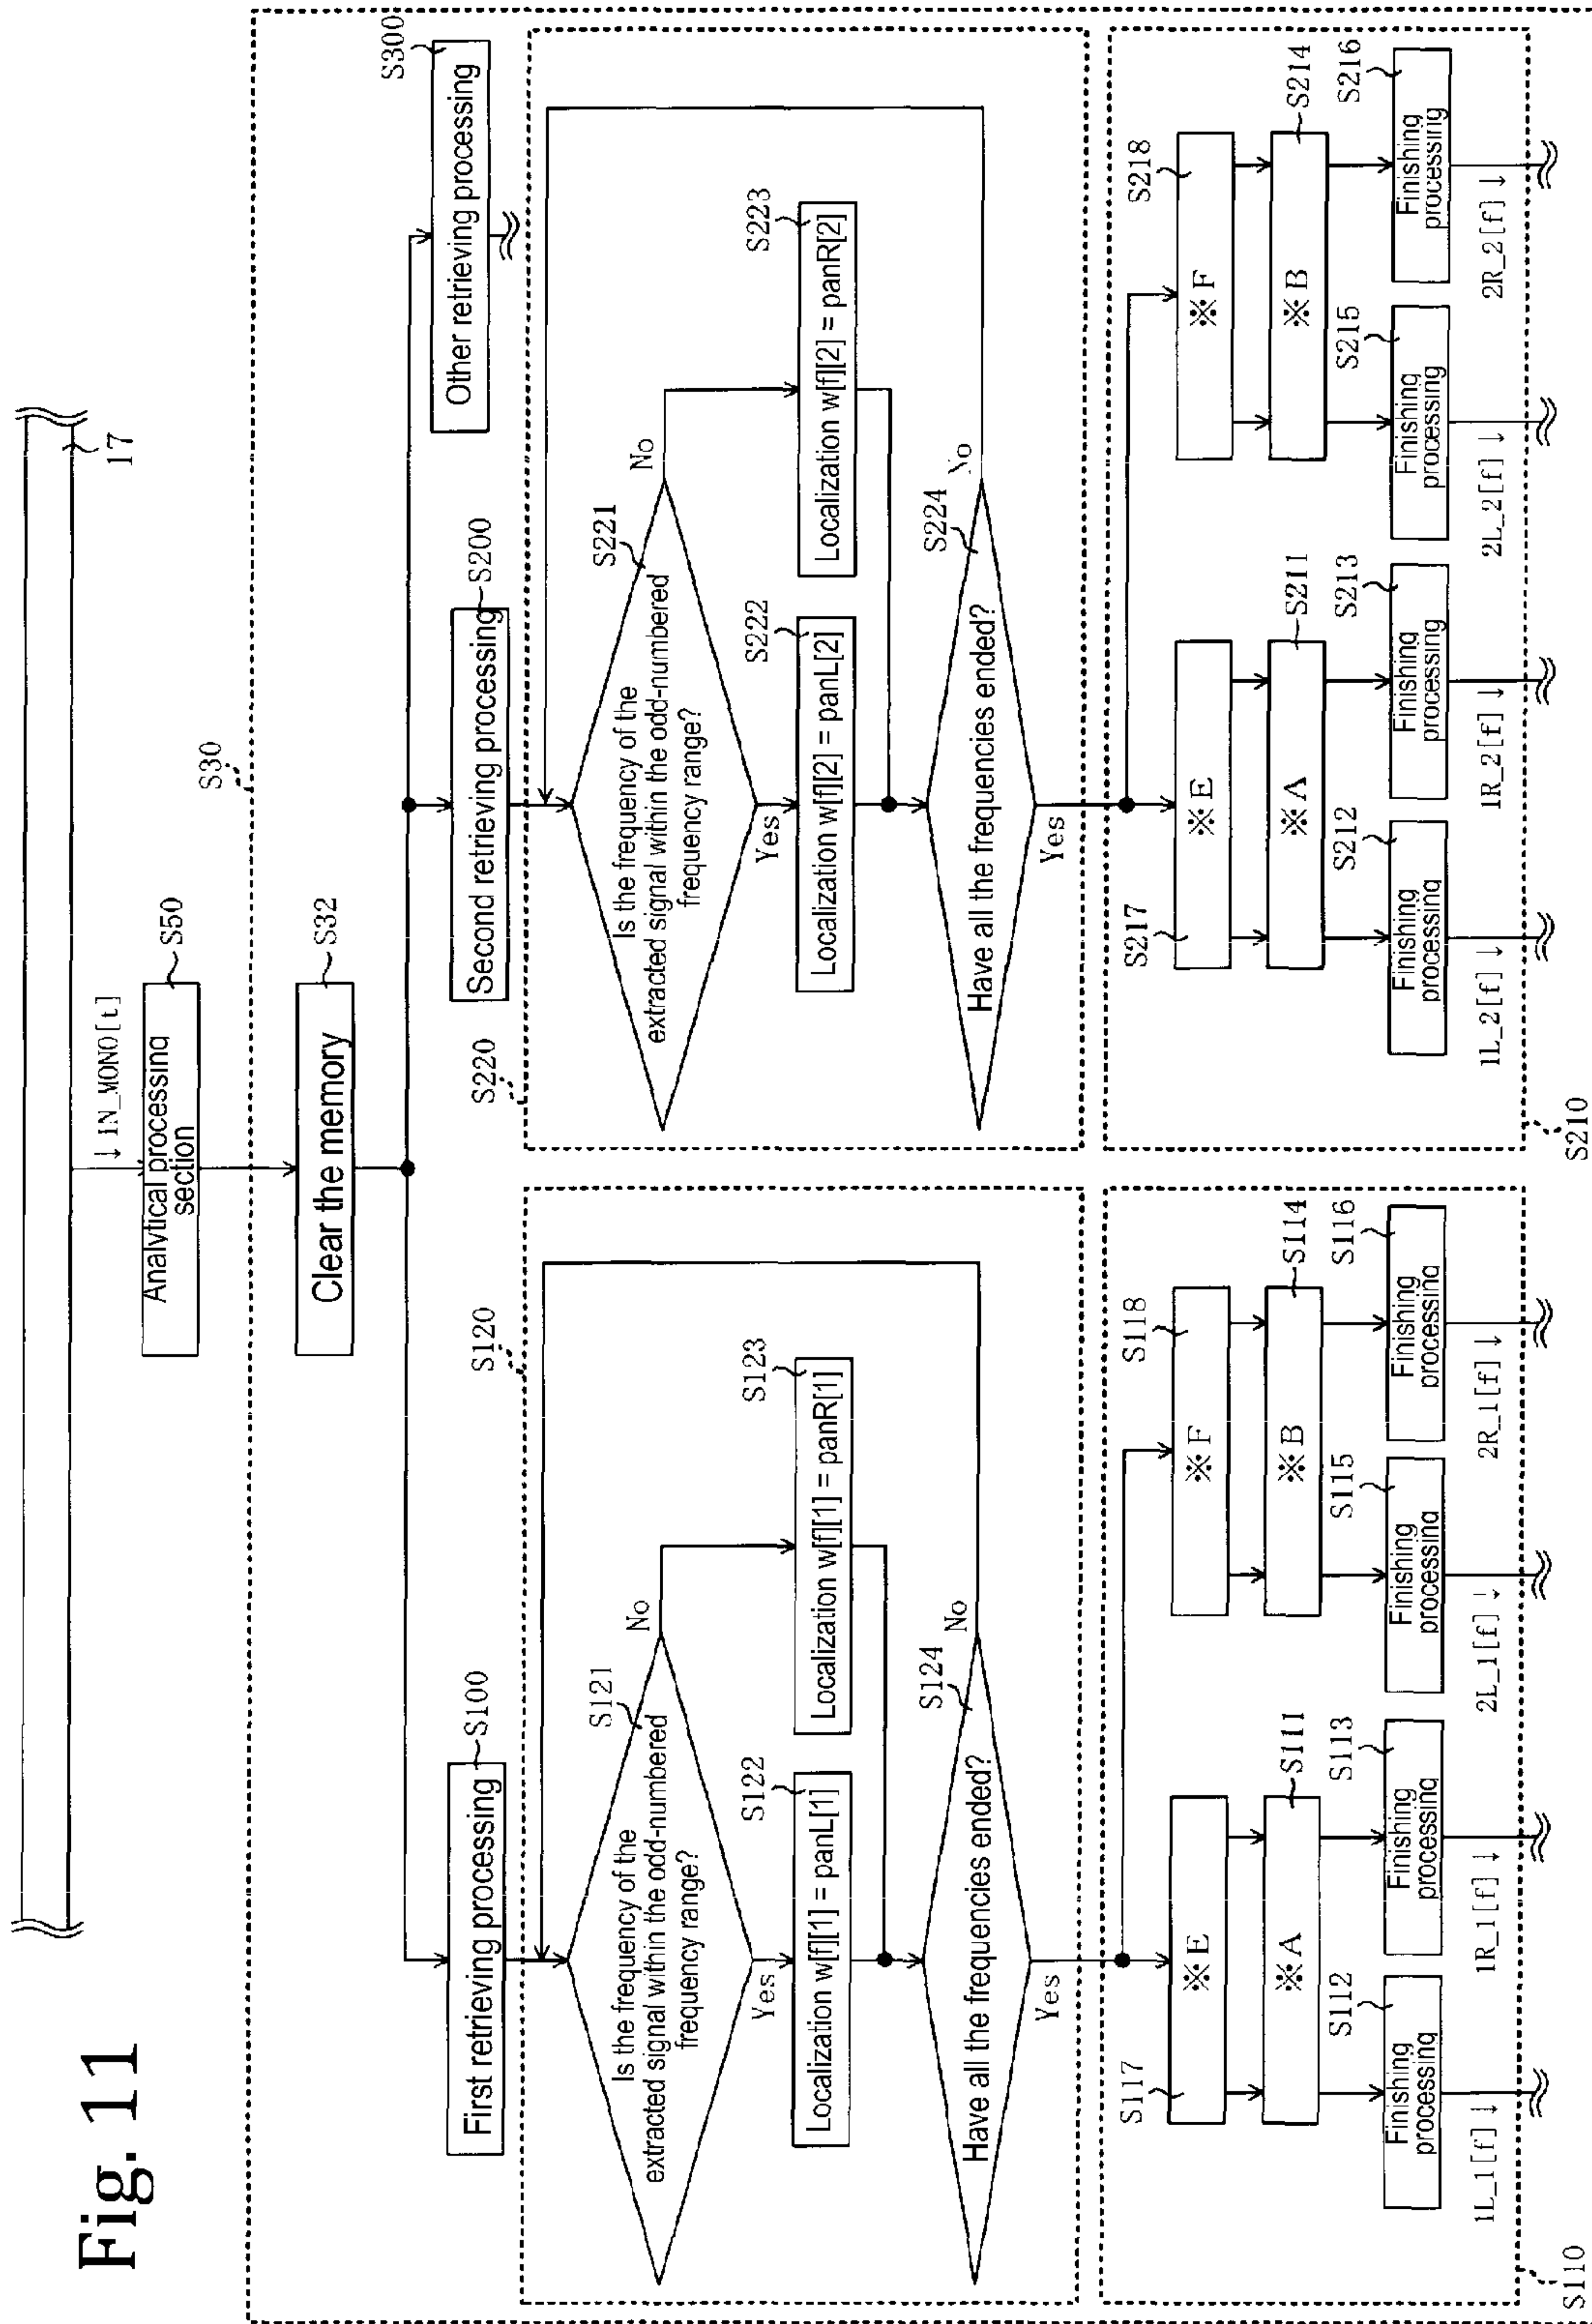 Fig. 11
17
↓ IN_MONO[t]
Analytical processing
section
S50
S30
Clear the memory
S32
First retrieving processing
S100
Second retrieving processing
S200
Other retrieving processing
S300
S120
Is the frequency of the
extracted signal within the odd-numbered
frequency range?
S121
No
Yes
Localization w[f][1] = panL[1]
S122
Localization w[f][1] = panR[1]
S123
Have all the frequencies ended?
S124
No
Yes
S220
Is the frequency of the
extracted signal within the odd-numbered
frequency range?
S221
No
Yes
Localization w[f][2] = panL[2]
S222
Localization w[f][2] = panR[2]
S223
Have all the frequencies ended?
S224
No
Yes
S117
※E
※F
S118
※A
S111
※B
S114
Finishing
processing
S112
Finishing
processing
S113
Finishing
processing
S115
Finishing
processing
S116
1L_1[f] ↓
1R_1[f] ↓
2L_1[f] ↓
2R_1[f] ↓
S110
S217
※E
※F
S218
※A
S211
※B
S214
Finishing
processing
S212
Finishing
processing
S213
Finishing
processing
S215
Finishing
processing
S216
1L_2[f] ↓
1R_2[f] ↓
2L_2[f] ↓
2R_2[f] ↓
S210